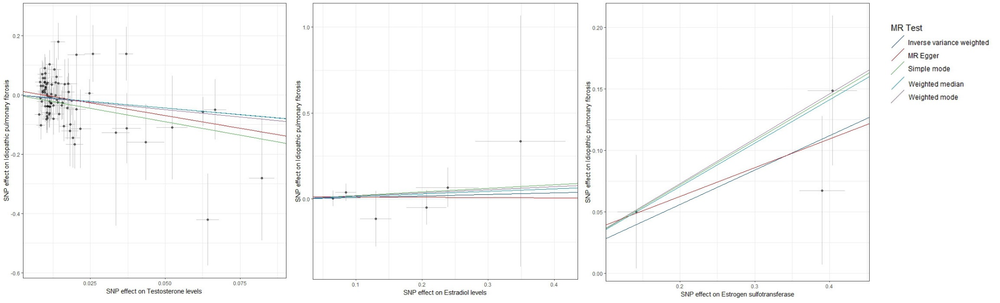 SNP effect on Idiopathic pulmonary fibrosis
0.2
0.0
-0.2
-0.4
-0.6
0.025
0.050
0.075
SNP effect on Testosterone levels
SNP effect on Idiopathic pulmonary fibrosis
1.0
0.5
0.0
0.1
0.2
0.3
0.4
SNP effect on Estradiol levels
SNP effect on Idiopathic pulmonary fibrosis
0.20
0.15
0.10
0.05
0.00
0.2
0.3
0.4
SNP effect on Estrogen sulfotransferase
MR Test
Inverse variance weighted
MR Egger
Simple mode
Weighted median
Weighted mode